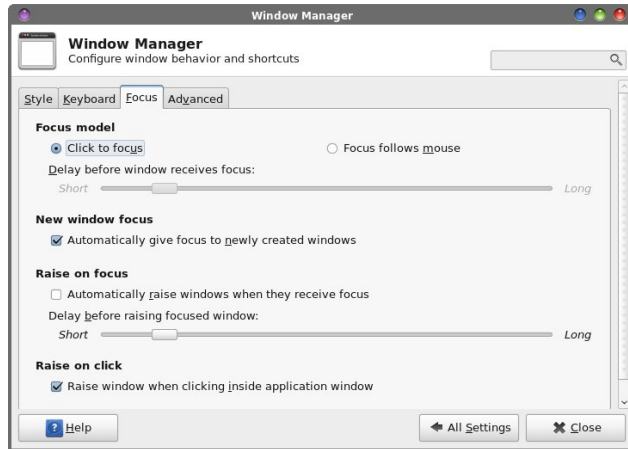 Window Manager
Window Manager
Configure window behavior and shortcuts
Style Keyboard Focus Advanced
Focus model
Click to focus Focus follows mouse
Delay before window receives focus:
Short Long
New window focus
Automatically give focus to newly created windows
Raise on focus
Automatically raise windows when they receive focus
Delay before raising focused window:
Short Long
Raise on click
Raise window when clicking inside application window
? Help All Settings Close